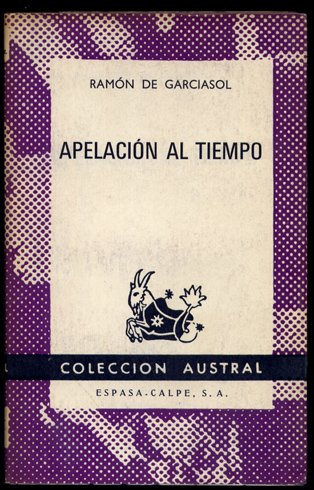 RAMÓN DE GARCIASOL
APELACIÓN AL TIEMPO
COLECCION AUSTRAL
ESPASA-CALPE, S. A.